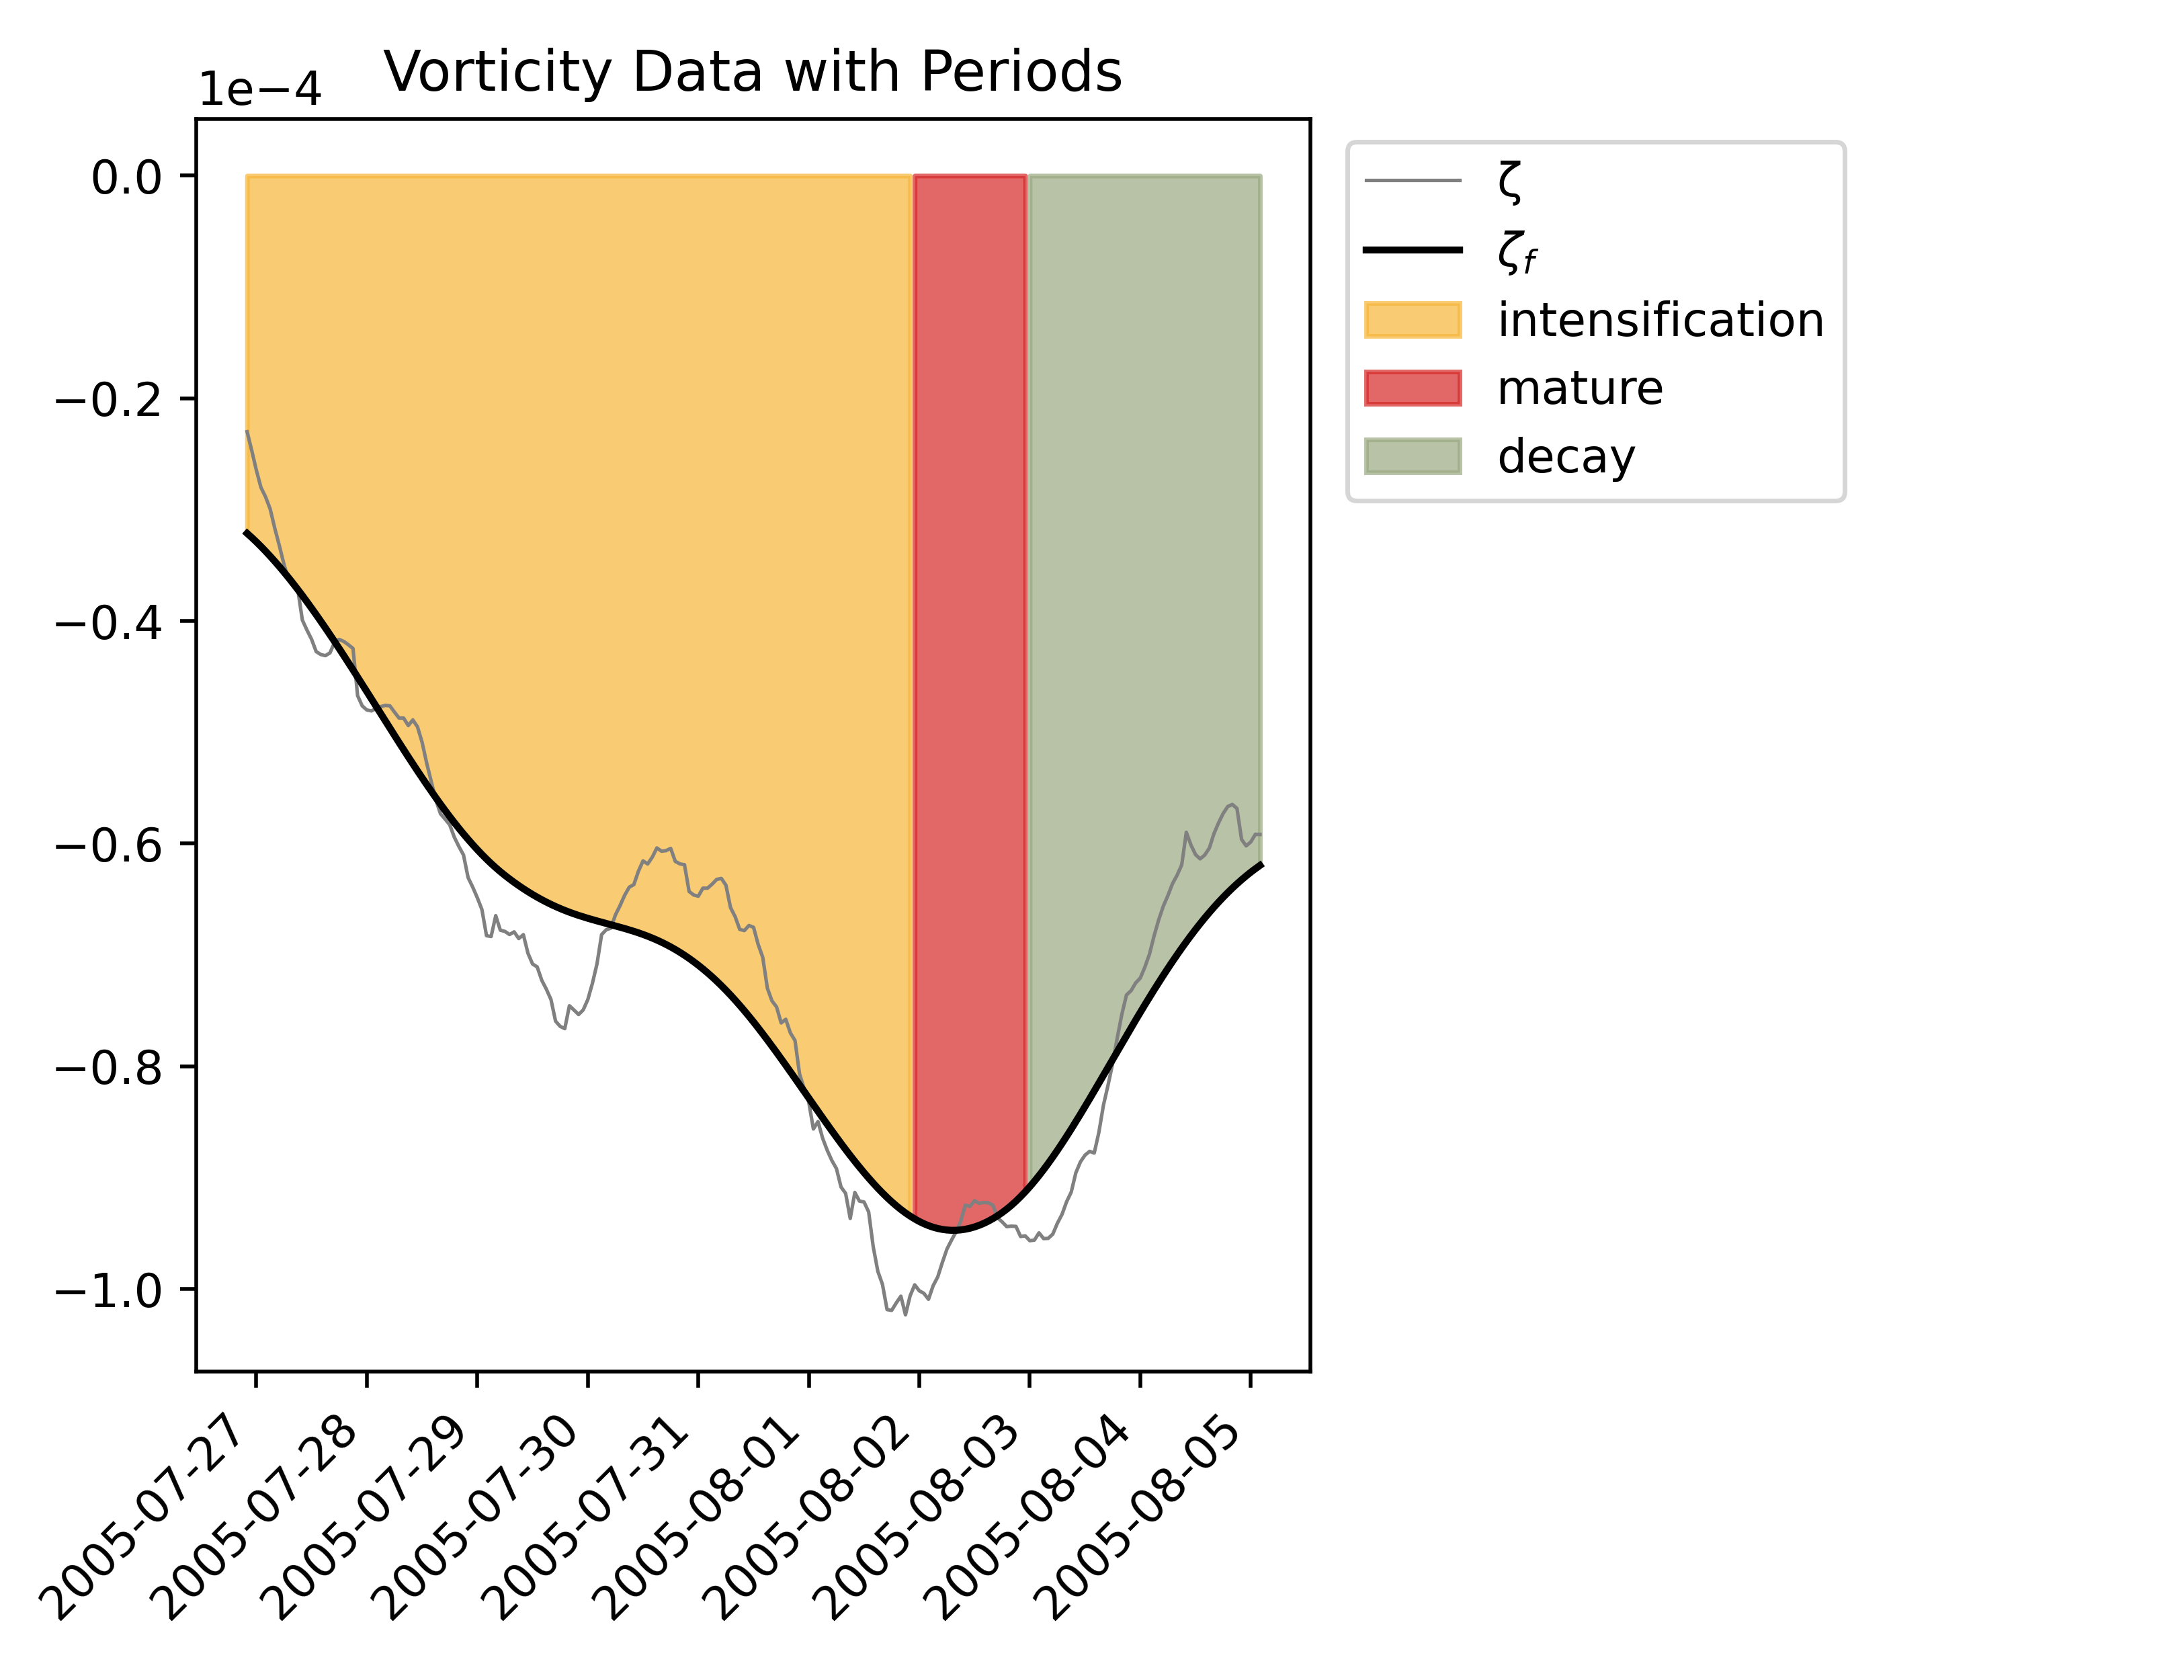 Vorticity Data with Periods
1e−4
0.0
−0.2
−0.4
−0.6
−0.8
−1.0
2005-07-27
2005-07-28
2005-07-29
2005-07-30
2005-07-31
2005-08-01
2005-08-02
2005-08-03
2005-08-04
2005-08-05
ζ
ζf
intensification
mature
decay